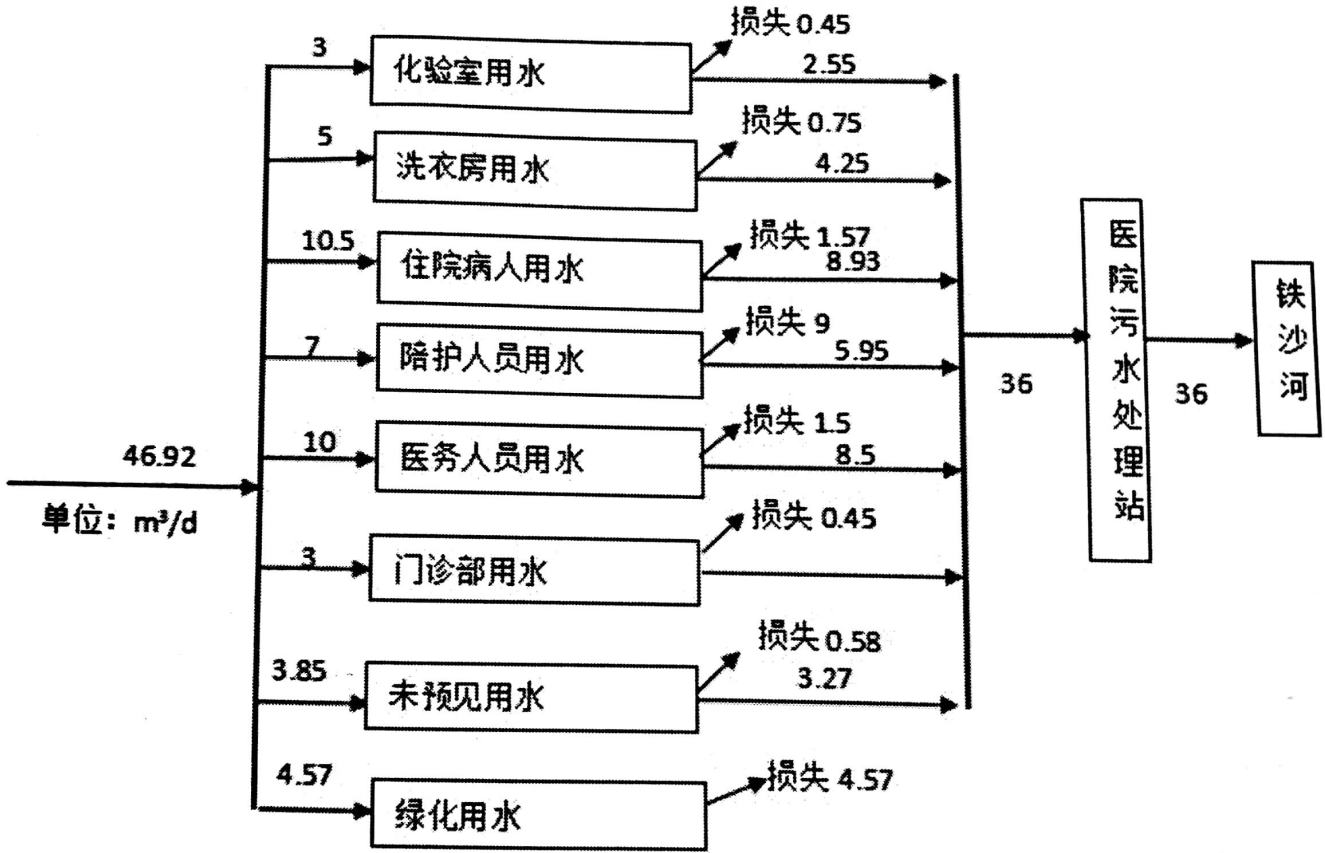 损失 0.45
3
化验室用水
2.55
损失 0.75
5
洗衣房用水
4.25
损失 1.57
10.5
住院病人用水
8.93
损失 9
7
陪护人员用水
5.95
损失 1.5
10
医务人员用水
8.5
46.92
单位：m³/d
损失 0.45
3
门诊部用水
损失 0.58
3.85
未预见用水
3.27
4.57
绿化用水
损失 4.57
36
医院污水处理站
36
铁沙河